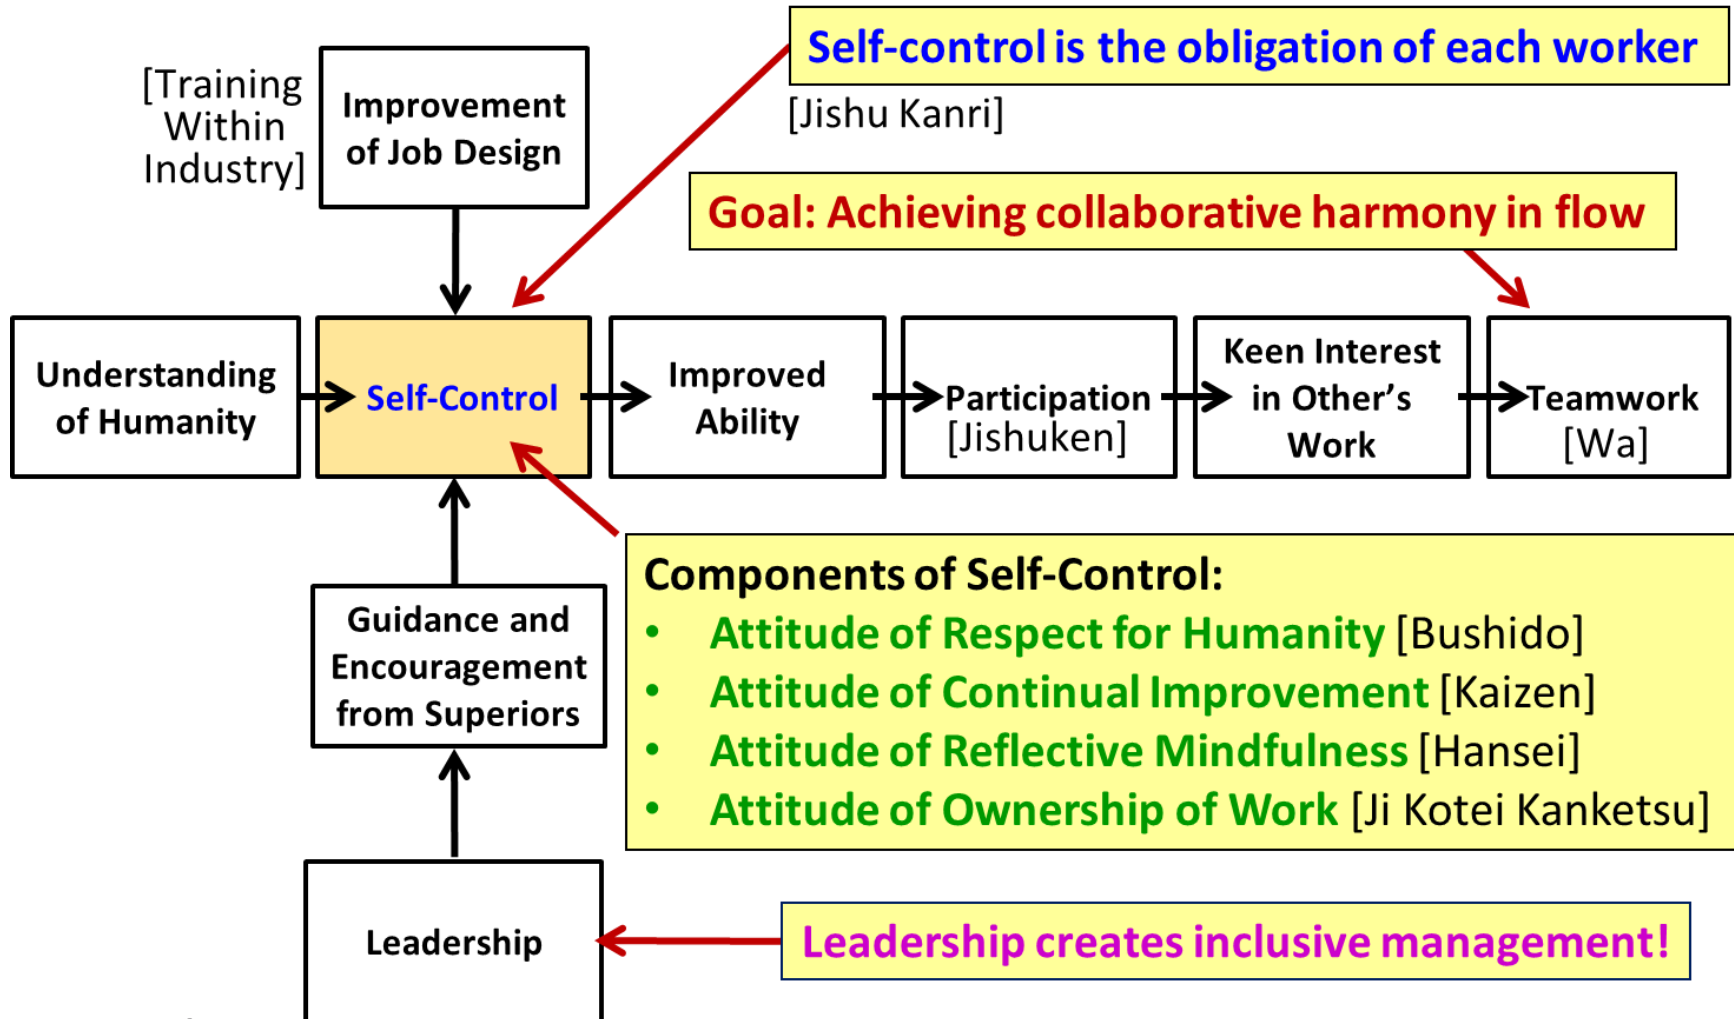 Self-control is the obligation of each worker
[Jishu Kanri]
[Training
Within
Industry]
Improvement
of Job Design
Goal: Achieving collaborative harmony in flow
Understanding
of Humanity
Self-Control
Improved
Ability
Participation
[Jishuken]
Keen Interest
in Other's
Work
Teamwork
[Wa]
Guidance and
Encouragement
from Superiors
Components of Self-Control:
• Attitude of Respect for Humanity [Bushido]
• Attitude of Continual Improvement [Kaizen]
• Attitude of Reflective Mindfulness [Hansei]
• Attitude of Ownership of Work [Ji Kotei Kanketsu]
Leadership
Leadership creates inclusive management!